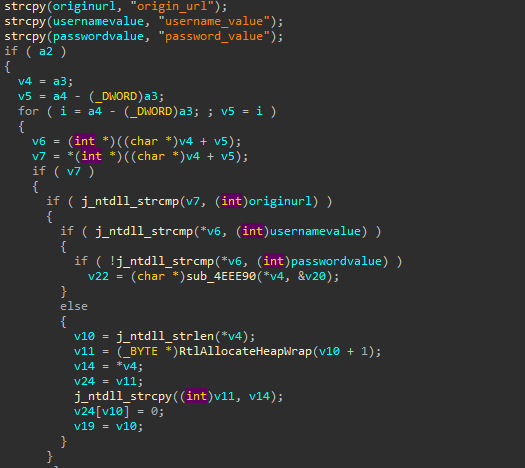 strcpy(originurl, "origin_url");
strcpy(usernamevalue, "username_value");
strcpy(passwordvalue, "password_value");
if ( a2 )
{
v4 = a3;
v5 = a4 - (_DWORD)a3;
for ( i = a4 - (_DWORD)a3; ; v5 = i )
{
v6 = (int *)((char *)v4 + v5);
v7 = *(int *)((char *)v4 + v5);
if ( v7 )
{
if ( j_ntdll_strcmp(v7, (int)originurl) )
{
if ( j_ntdll_strcmp(*v6, (int)usernamevalue) )
{
if ( !j_ntdll_strcmp(*v6, (int)passwordvalue) )
v22 = (char *)sub_4EEE90(*v4, &v20);
}
else
{
v10 = j_ntdll_strlen(*v4);
v11 = (_BYTE *)RtlAllocateHeapWrap(v10 + 1);
v14 = *v4;
v24 = v11;
j_ntdll_strcpy((int)v11, v14);
v24[v10] = 0;
v19 = v10;
}
}